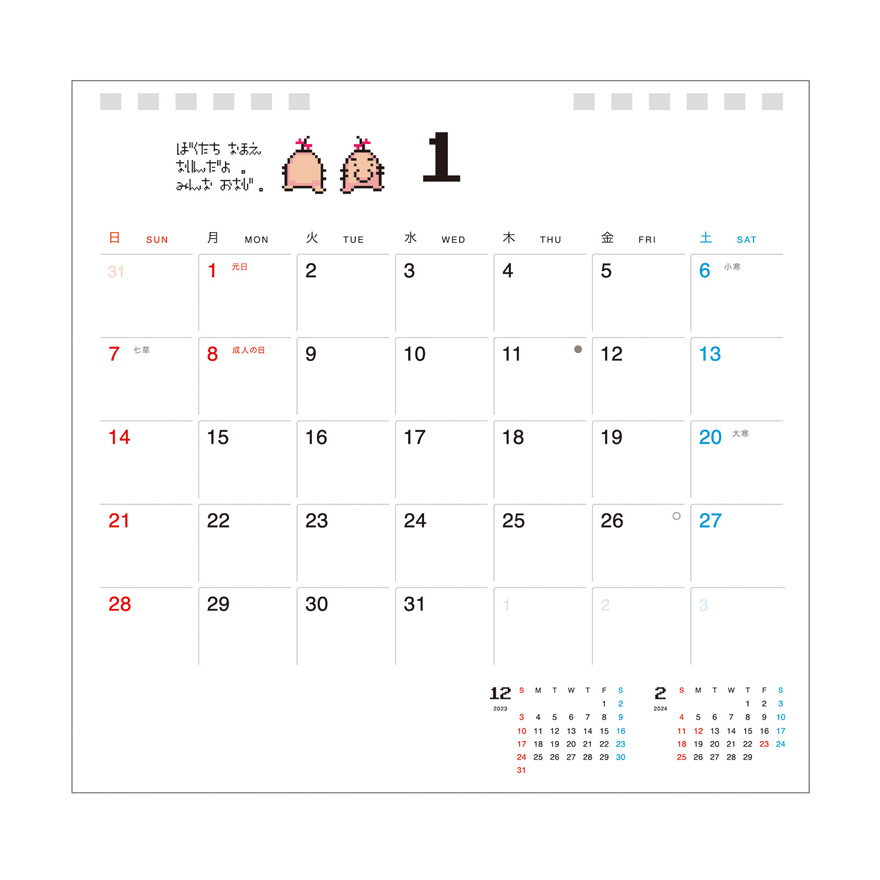 ぼくたち なまえ
ないんだよ 。
みんな おなじ 。
1
日 SUN 月 MON 火 TUE 水 WED 木 THU 金 FRI 土 SAT
31 1 元日 2 3 4 5 6 小寒
7 七草 8 成人の日 9 10 11 12 13
14 15 16 17 18 19 20 大寒
21 22 23 24 25 26 27
28 29 30 31 1 2 3
12 2023
S M T W T F S
1 2
3 4 5 6 7 8 9
10 11 12 13 14 15 16
17 18 19 20 21 22 23
24 25 26 27 28 29 30
31
2 2024
S M T W T F S
1 2 3
4 5 6 7 8 9 10
11 12 13 14 15 16 17
18 19 20 21 22 23 24
25 26 27 28 29